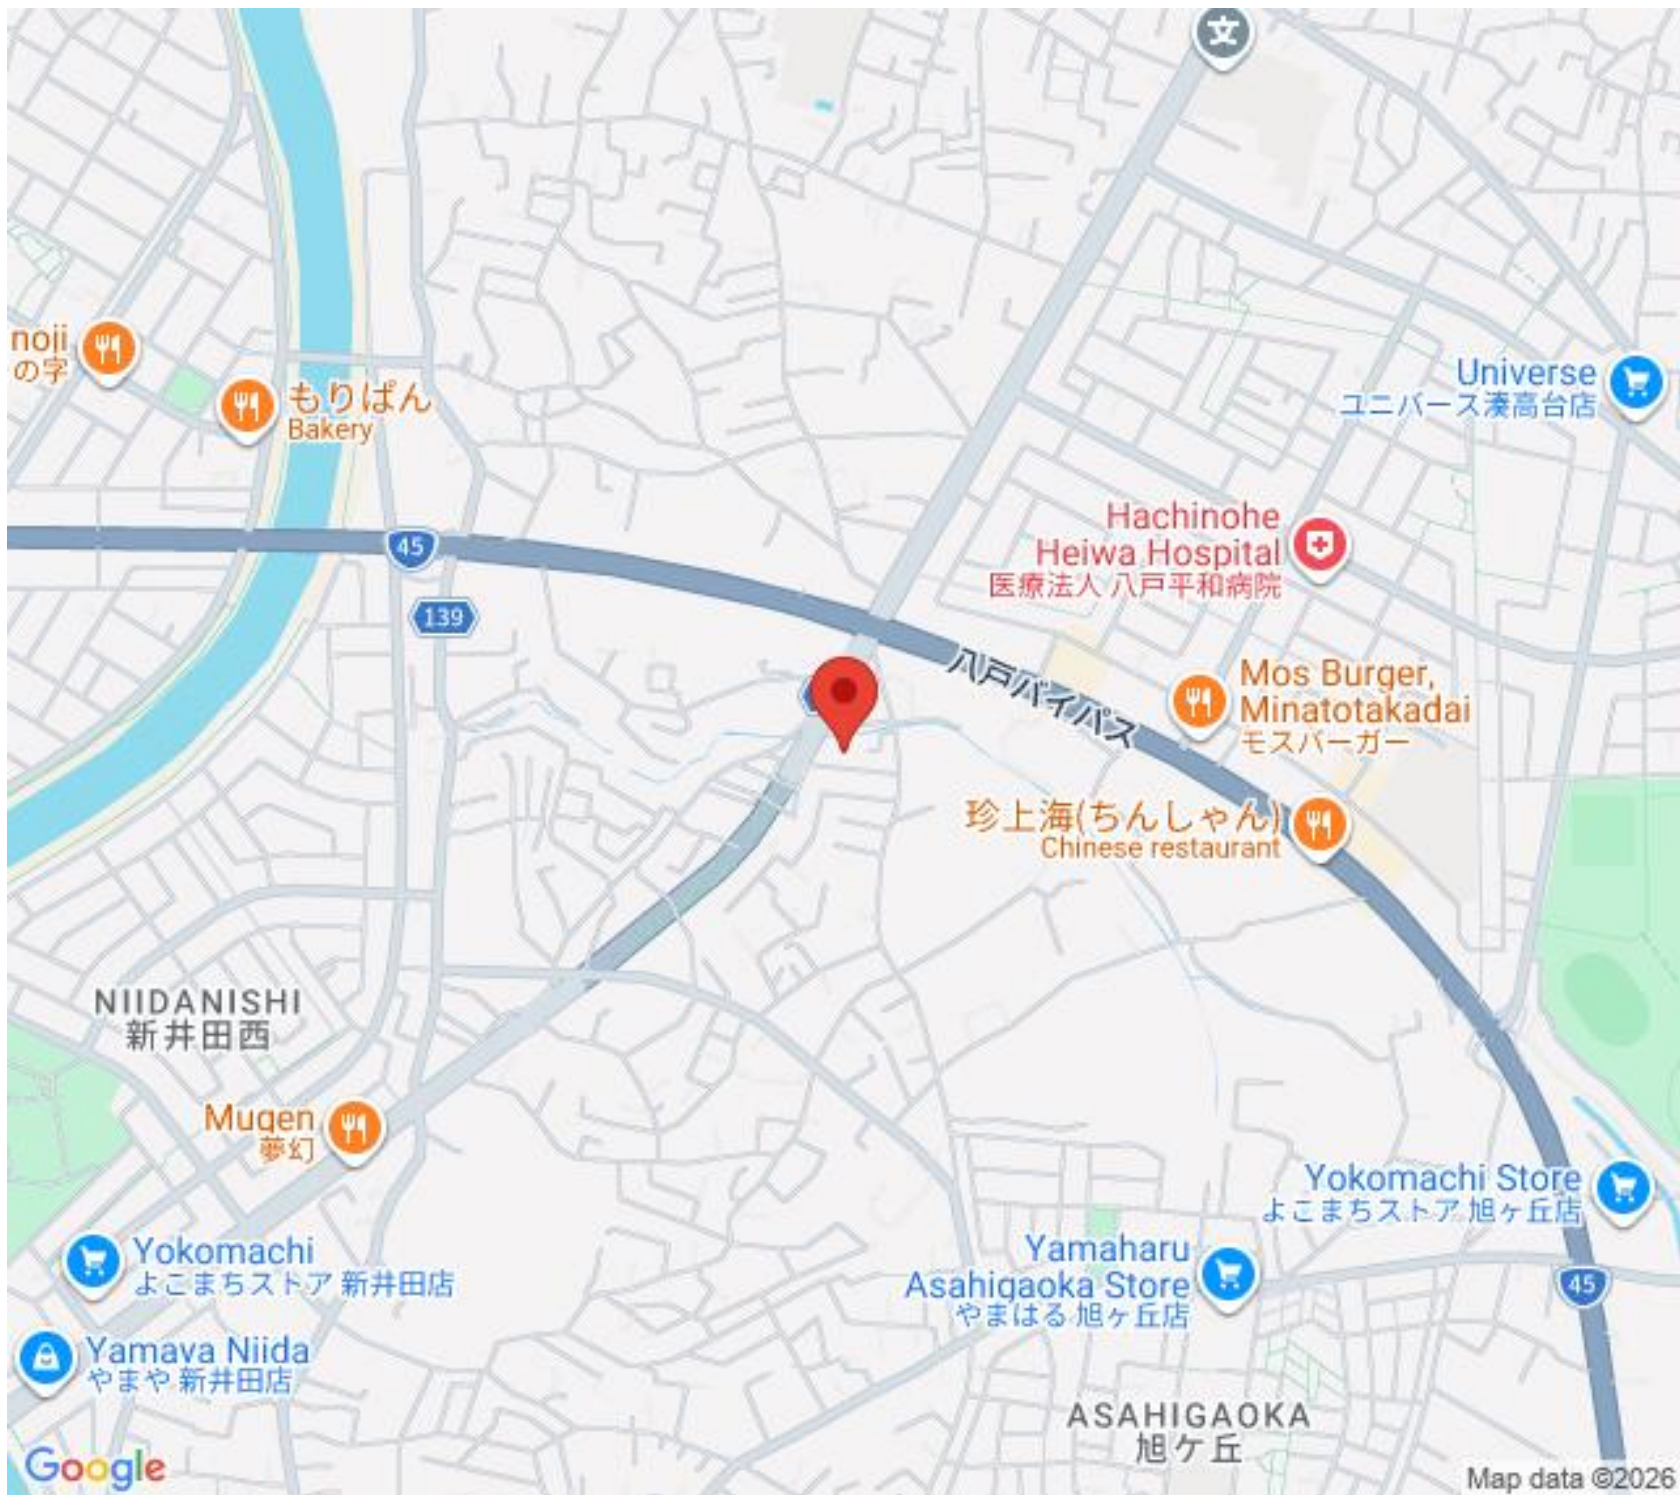 文
noji
の字
もりぱん
Bakery
Universe
ユニバース湊高台店
45
139
Hachinohe
Heiwa Hospital
医療法人 八戸平和病院
八戸バイパス
Mos Burger,
Minatotakadai
モスバーガー
珍上海(ちんしゃん)
Chinese restaurant
NIIDANISHI
新井田西
Mugen
夢幻
Yokomachi Store
よこまちストア 旭ヶ丘店
Yokomachi
よこまちストア 新井田店
Yamaharu
Asahigaoka Store
やまはる 旭ヶ丘店
45
Yamaya Niida
やまや 新井田店
ASAHIGAOKA
旭ケ丘
Google
Map data ©2026